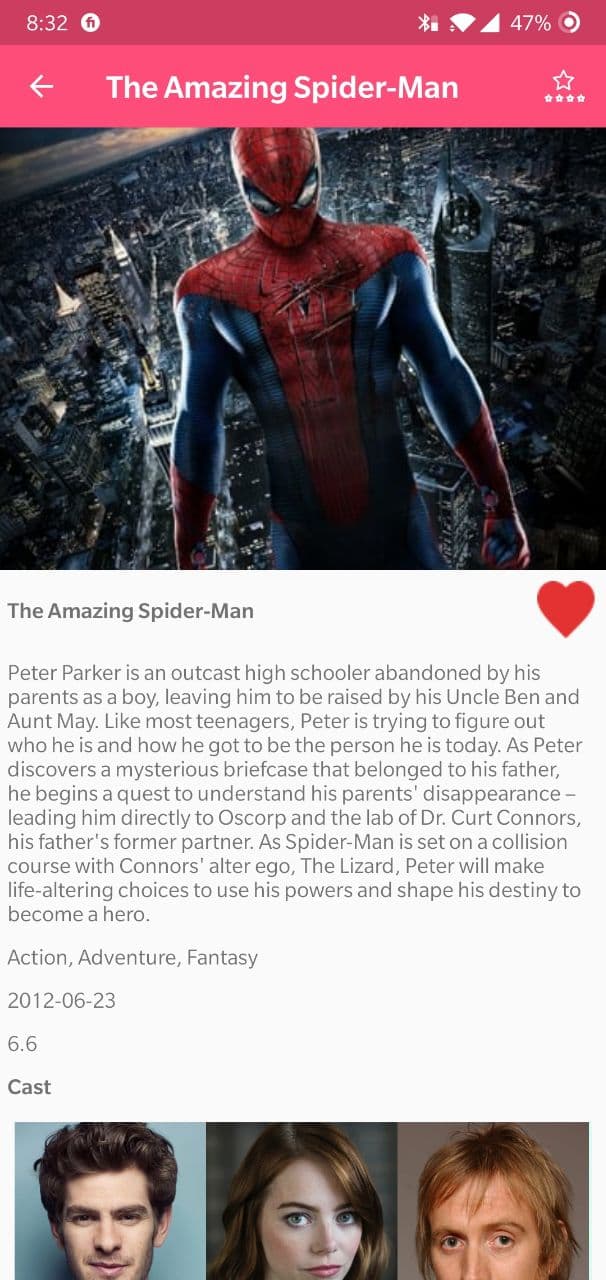 8:32
47%
The Amazing Spider-Man
The Amazing Spider-Man
Peter Parker is an outcast high schooler abandoned by his
parents as a boy, leaving him to be raised by his Uncle Ben and
Aunt May. Like most teenagers, Peter is trying to figure out
who he is and how he got to be the person he is today. As Peter
discovers a mysterious briefcase that belonged to his father,
he begins a quest to understand his parents' disappearance –
leading him directly to Oscorp and the lab of Dr. Curt Connors,
his father's former partner. As Spider-Man is set on a collision
course with Connors' alter ego, The Lizard, Peter will make
life-altering choices to use his powers and shape his destiny to
become a hero.
Action, Adventure, Fantasy
2012-06-23
6.6
Cast